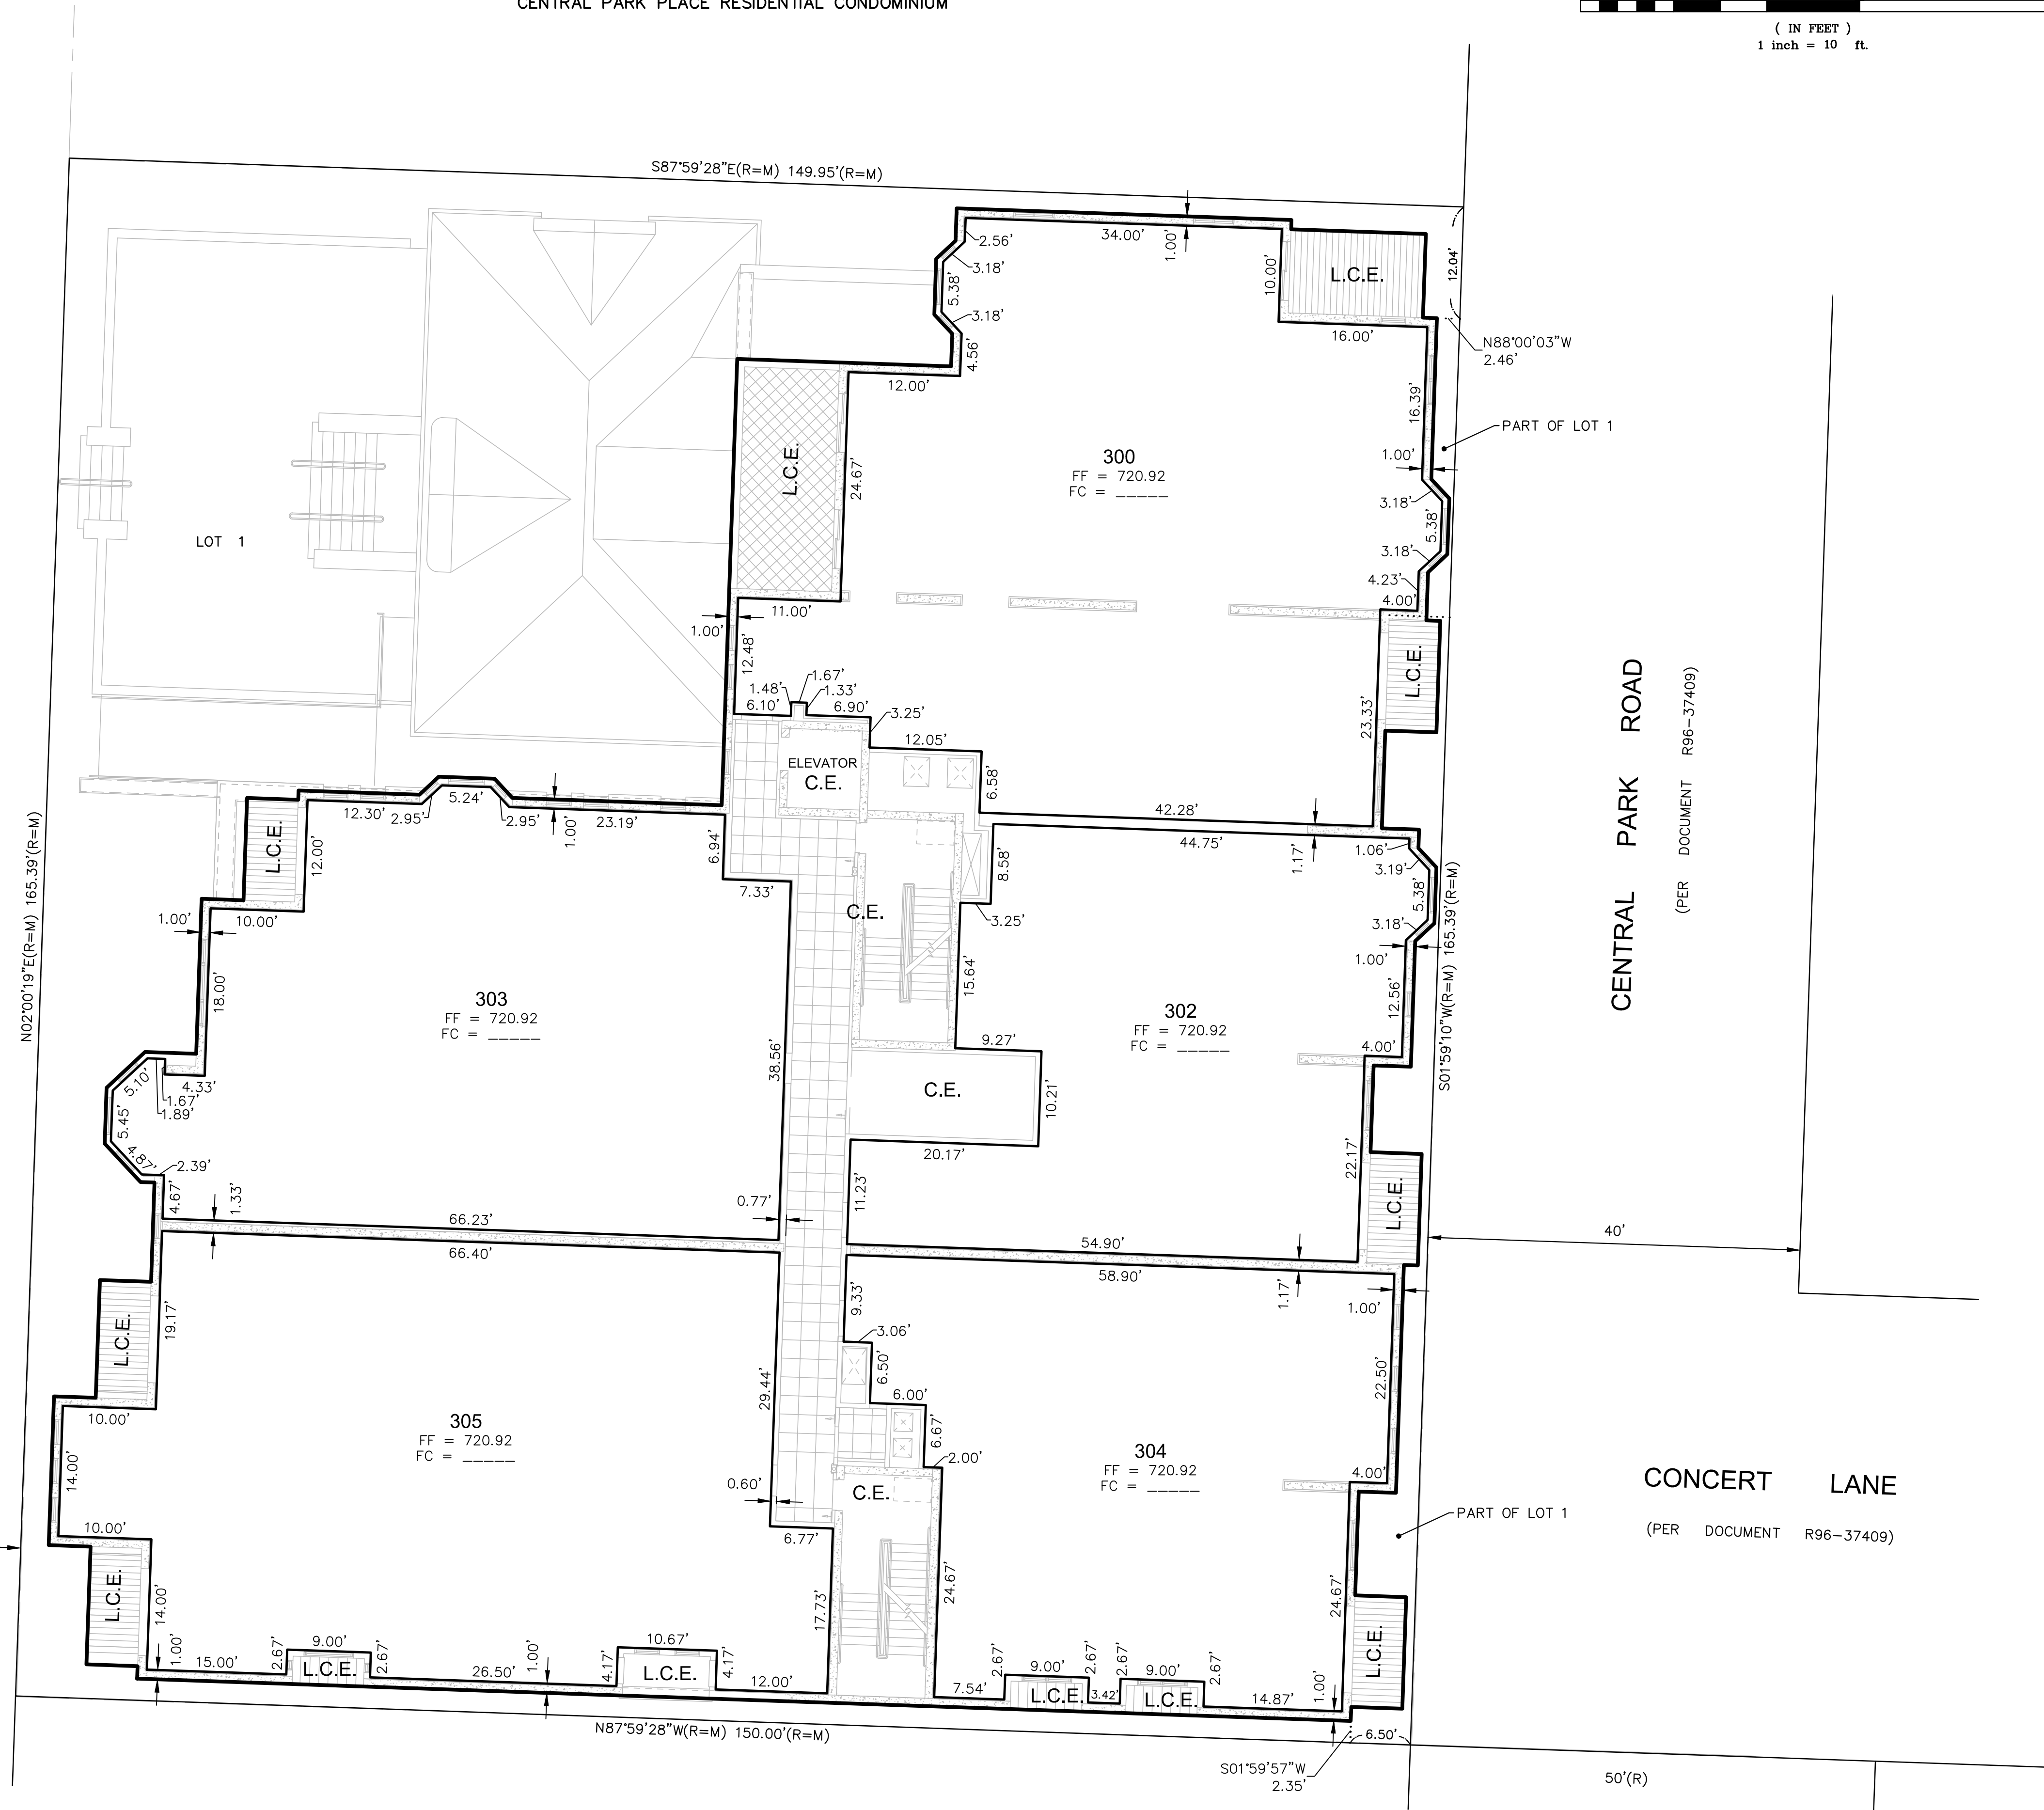 CENTRAL PARK PLACE RESIDENTIAL CONDOMINIUM
( IN FEET )
1 inch = 10 ft.
S87°59'28"E(R=M) 149.95'(R=M)
2.56'
34.00'
1.00'
12.04'
3.18'
5.38'
10.00'
L.C.E.
3.18'
4.56'
16.00'
N88°00'03"W
2.46'
12.00'
16.39'
PART OF LOT 1
L.C.E.
24.67'
300
FF = 720.92
FC = _____
1.00'
3.18'
5.38'
3.18'
LOT 1
4.23'
4.00'
11.00'
1.00'
12.48'
L.C.E.
1.67'
1.48'
1.33'
6.10'
6.90'
3.25'
23.33'
12.05'
ELEVATOR
C.E.
6.58'
CENTRAL PARK ROAD
(PER DOCUMENT R96-37409)
5.24'
12.30'
2.95'
2.95'
1.00'
23.19'
42.28'
44.75'
1.17'
1.06'
3.19'
L.C.E.
12.00'
6.94'
8.58'
7.33'
5.38'
N02°00'19"E(R=M) 165.39'(R=M)
S01°59'10"W(R=M) 165.39'(R=M)
1.00'
10.00'
C.E.
3.25'
3.18'
1.00'
18.00'
15.64'
12.56'
303
FF = 720.92
FC = _____
302
FF = 720.92
FC = _____
38.56'
9.27'
4.00'
5.10'
4.33'
1.67'
1.89'
5.45'
C.E.
10.21'
4.87'
2.39'
20.17'
22.17'
4.67'
1.33'
0.77'
11.23'
L.C.E.
66.23'
66.40'
54.90'
58.90'
1.17'
40'
1.00'
9.33'
L.C.E.
19.17'
3.06'
6.50'
29.44'
22.50'
6.00'
10.00'
305
FF = 720.92
FC = _____
6.67'
2.00'
304
FF = 720.92
FC = _____
14.00'
0.60'
C.E.
4.00'
CONCERT LANE
(PER DOCUMENT R96-37409)
PART OF LOT 1
10.00'
6.77'
L.C.E.
14.00'
17.73'
24.67'
24.67'
L.C.E.
1.00'
15.00'
2.67'
9.00'
2.67'
L.C.E.
26.50'
1.00'
4.17'
10.67'
4.17'
L.C.E.
12.00'
7.54'
2.67'
9.00'
2.67'
L.C.E.
3.42'
2.67'
9.00'
2.67'
L.C.E.
14.87'
1.00'
N87°59'28"W(R=M) 150.00'(R=M)
6.50'
S01°59'57"W
2.35'
50'(R)